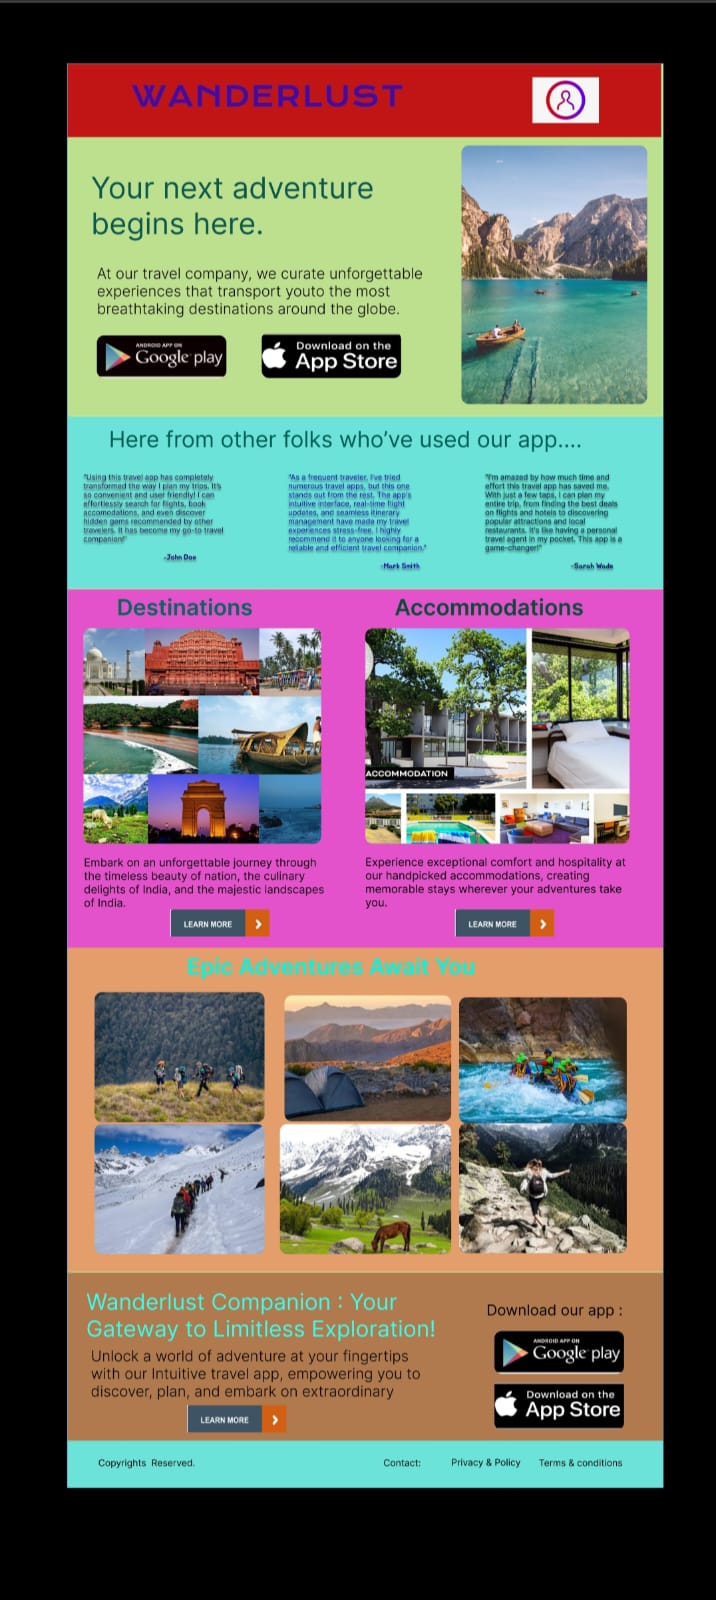 WANDERLUST
Your next adventure
begins here.
At our travel company, we curate unforgettable
experiences that transport youto the most
breathtaking destinations around the globe.
ANDROID APP ON
Google play
Download on the
App Store
Here from other folks who've used our app....
"Using this travel app has completely
transformed the way I plan my trips. It's
so convenient and user friendly! I can
effortlessly search for flights, book
accomodations, and even discover
hidden gems recommended by other
travelers. It has become my go-to travel
companion!"
-John Doe
"As a frequent traveler, I've tried
numerous travel apps, but this one
stands out from the rest. The app's
intuitive interface, real-time flight
updates, and seamless itinerary
management have made my travel
experiences stress-free. I highly
recommend it to anyone looking for a
reliable and efficient travel companion."
-Mark Smith
"I'm amazed by how much time and
effort this travel app has saved me.
With just a few taps, I can plan my
entire trip, from finding the best deals
on flights and hotels to discovering
popular attractions and local
restaurants. It's like having a personal
travel agent in my pocket. This app is a
game-changer!"
-Sarah Wade
Destinations
Embark on an unforgettable journey through
the timeless beauty of nation, the culinary
delights of India, and the majestic landscapes
of India.
LEARN MORE
Accommodations
ACCOMMODATION
Experience exceptional comfort and hospitality at
our handpicked accommodations, creating
memorable stays wherever your adventures take
you.
LEARN MORE
Epic Adventures Await You
Wanderlust Companion : Your
Gateway to Limitless Exploration!
Unlock a world of adventure at your fingertips
with our Intuitive travel app, empowering you to
discover, plan, and embark on extraordinary
LEARN MORE
Download our app :
ANDROID APP ON
Google play
Download on the
App Store
Copyrights Reserved.
Contact:
Privacy & Policy
Terms & conditions